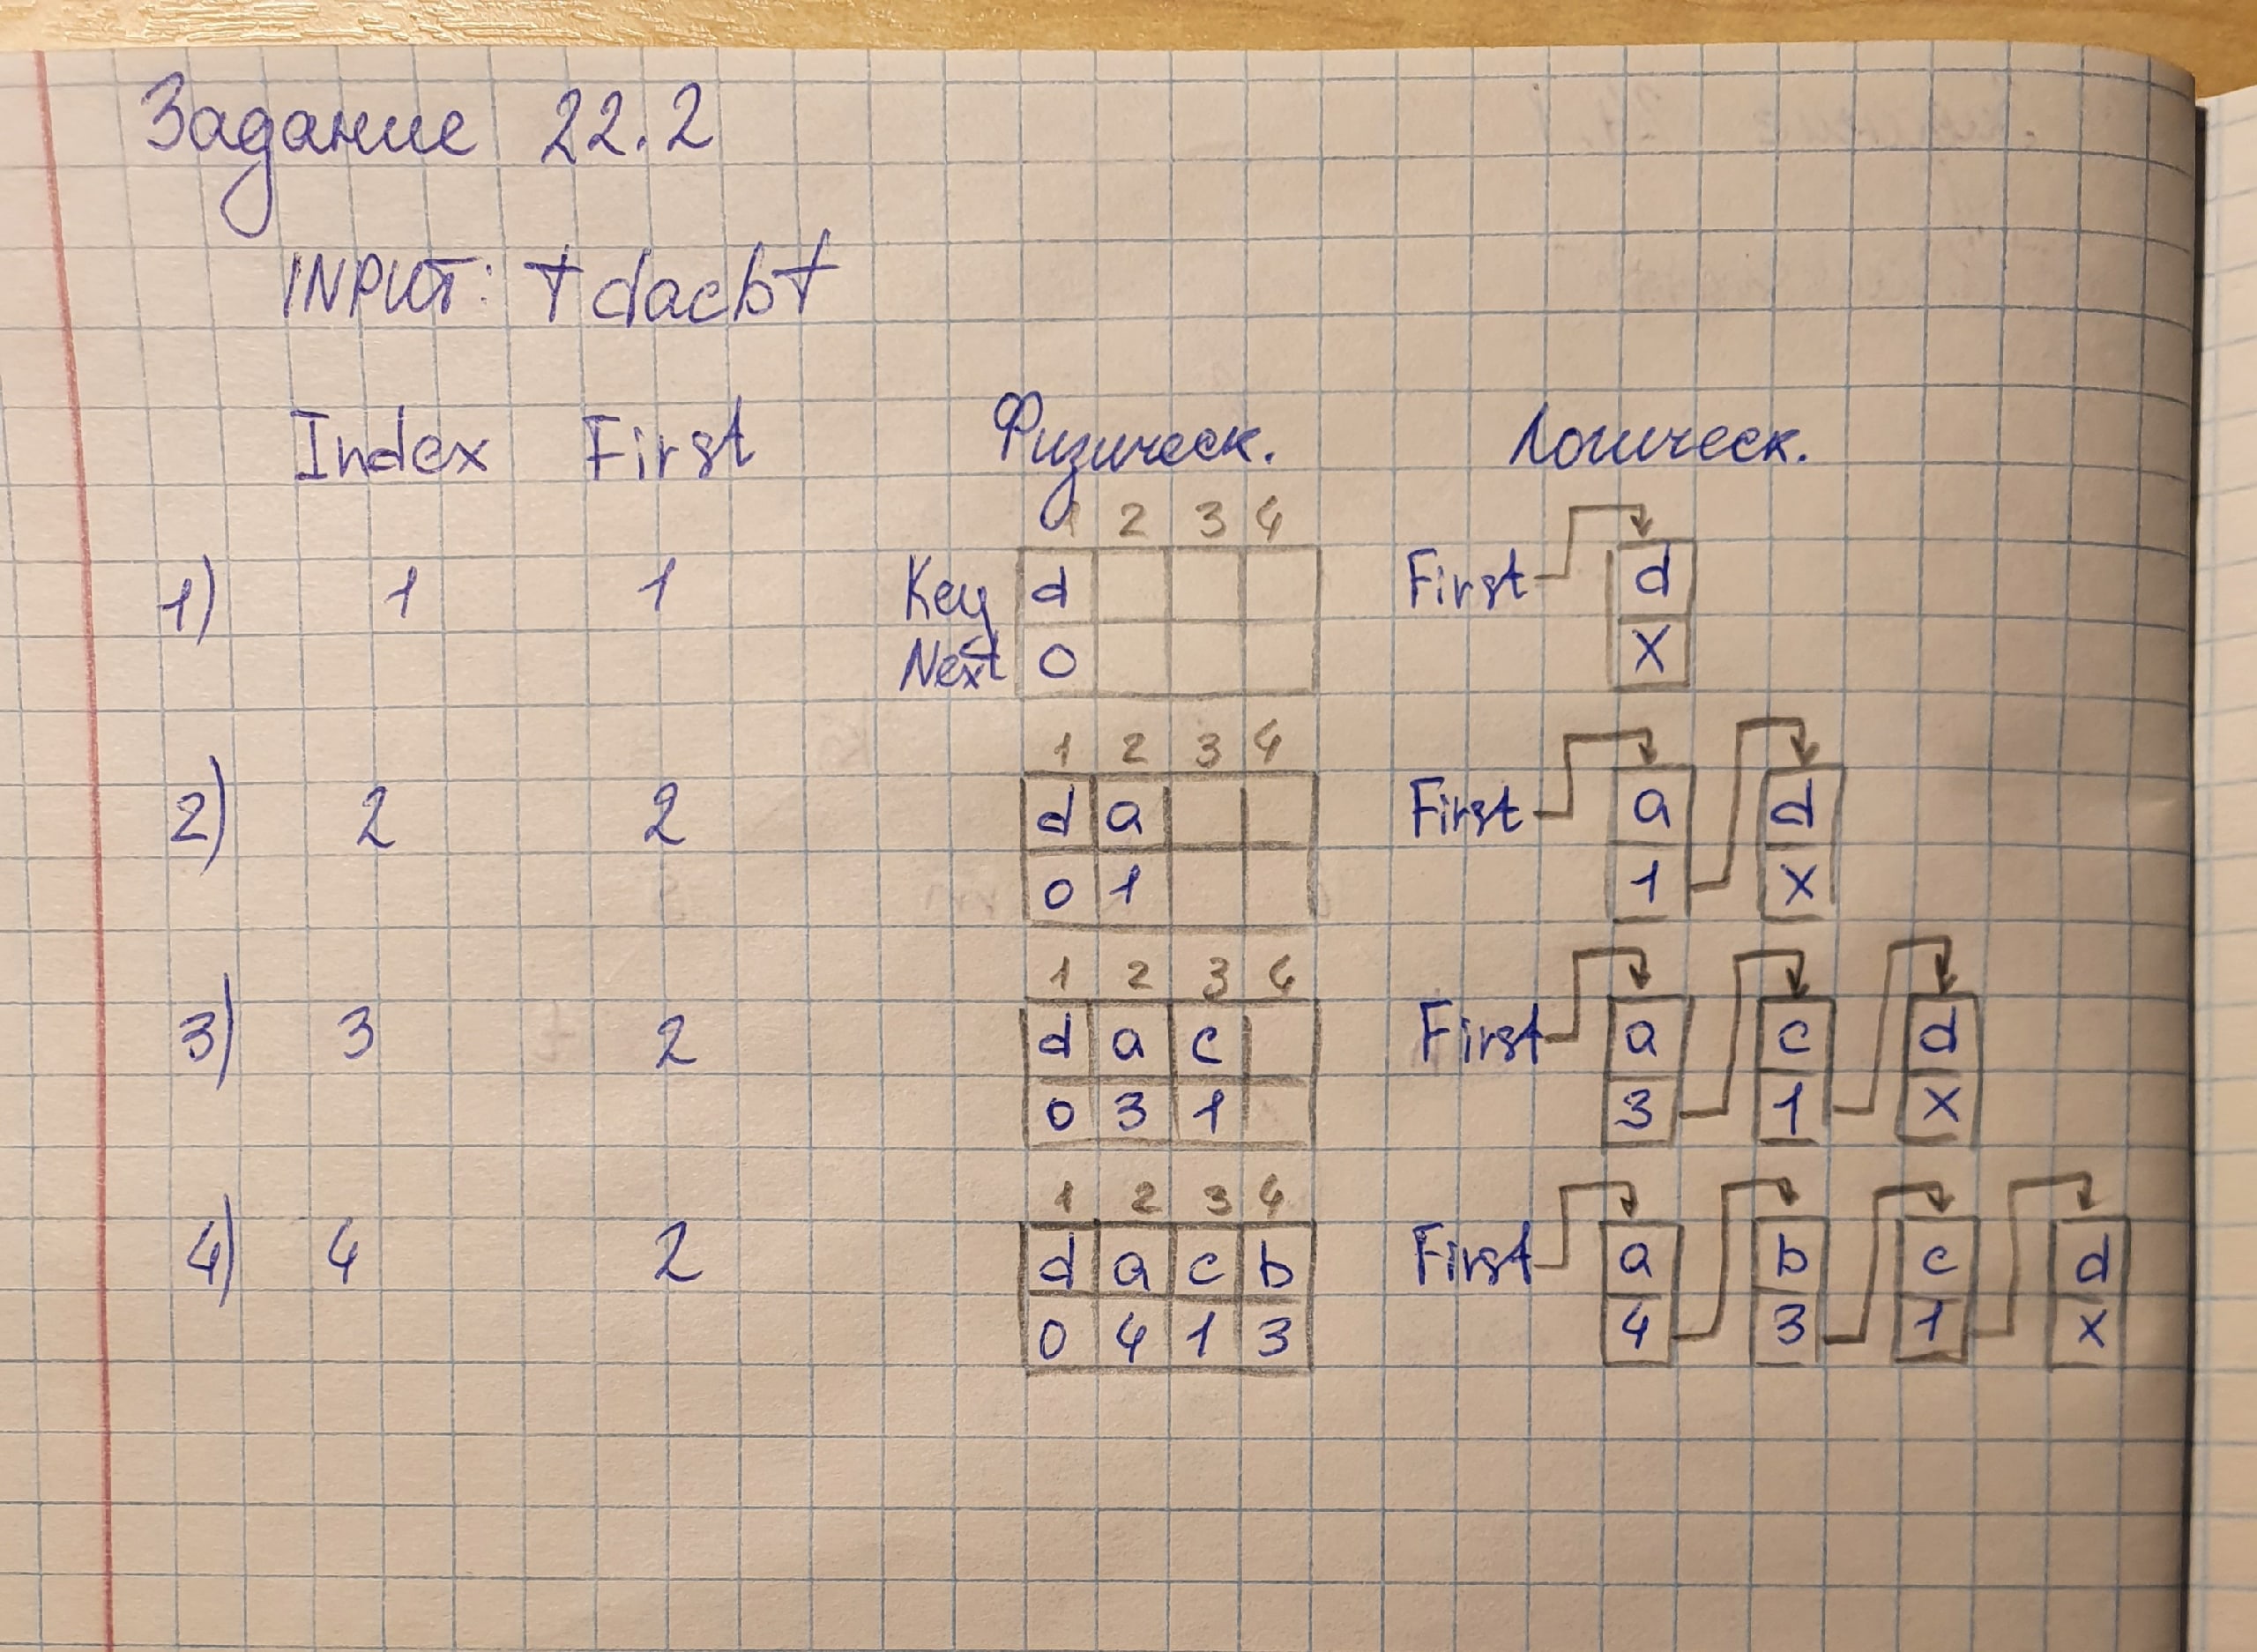 Задание 22.2
INPUT: †dacb†
Index First Физическ. Логическ.
1 2 3 4
1) 1 1 Key d First d
Next 0 X
1 2 3 4
2) 2 2 d a First a d
0 1 1 X
1 2 3 4
3) 3 2 d a c First a c d
0 3 1 3 1 X
1 2 3 4
4) 4 2 d a c b First a b c d
0 4 1 3 4 3 1 X